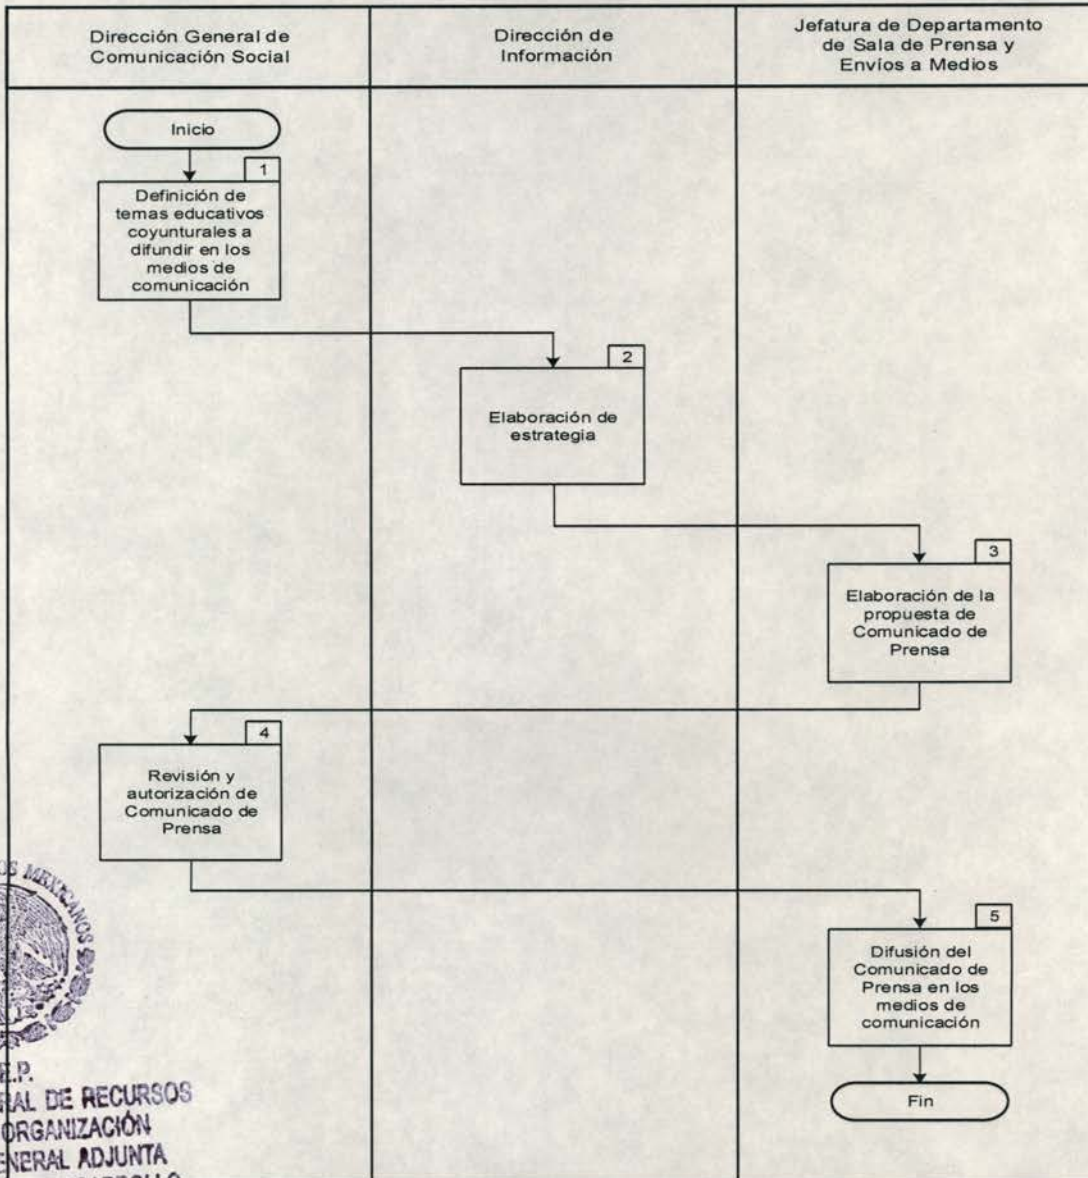 Dirección General de
Comunicación Social
Dirección de
Información
Jefatura de Departamento
de Sala de Prensa y
Envíos a Medios
Inicio
1
Definición de
temas educativos
coyunturales a
difundir en los
medios de
comunicación
2
Elaboración de
estrategia
3
Elaboración de la
propuesta de
Comunicado de
Prensa
4
Revisión y
autorización de
Comunicado de
Prensa
5
Difusión del
Comunicado de
Prensa en los
medios de
comunicación
Fin
OS MEXICANOS
E.P.
RAL DE RECURSOS
ORGANIZACIÓN
ENERAL ADJUNTA